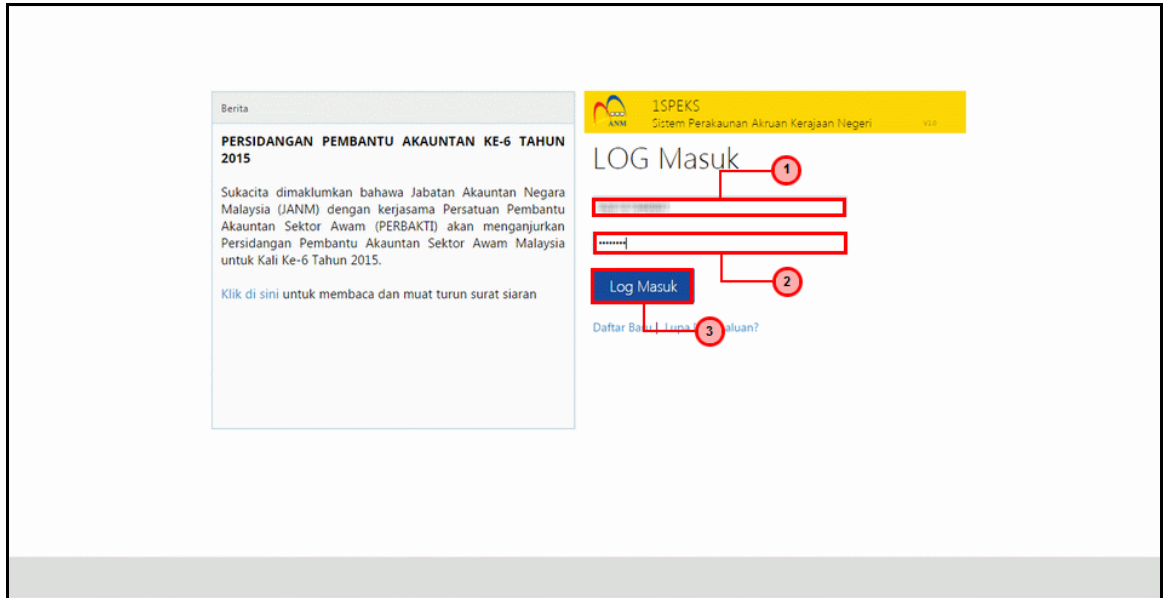 Berita
PERSIDANGAN PEMBANTU AKAUNTAN KE-6 TAHUN
2015
Sukacita dimaklumkan bahawa Jabatan Akauntan Negara
Malaysia (JANM) dengan kerjasama Persatuan Pembantu
Akauntan Sektor Awam (PERBAKTI) akan menganjurkan
Persidangan Pembantu Akauntan Sektor Awam Malaysia
untuk Kali Ke-6 Tahun 2015.
Klik di sini untuk membaca dan muat turun surat siaran
ANM
1SPEKS
Sistem Perakaunan Akruan Kerajaan Negeri
V1.0
LOG Masuk
1
2
Log Masuk
Daftar | Lupa
3